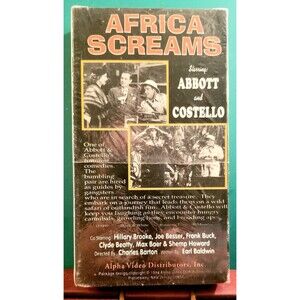 AFRICA
SCREAMS
Starring
ABBOTT
and
COSTELLO
One of
Abbott &
Costello's
funniest
comedies.
The
bumbling
pair are hired
as guides by
gangsters
who are in search of a secret treasure. They
embark on a journey that leads them on a wild
safari of outlandish fun. Abbott & Costello will
keep you laughing as they encounter hungry
cannibals, growling lions, and brooding apes.
Co-Starring: Hillary Brooke, Joe Besser, Frank Buck,
Clyde Beatty, Max Baer & Shemp Howard
Directed By Charles Barton Written By Earl Baldwin
Alpha Video Distributors, Inc